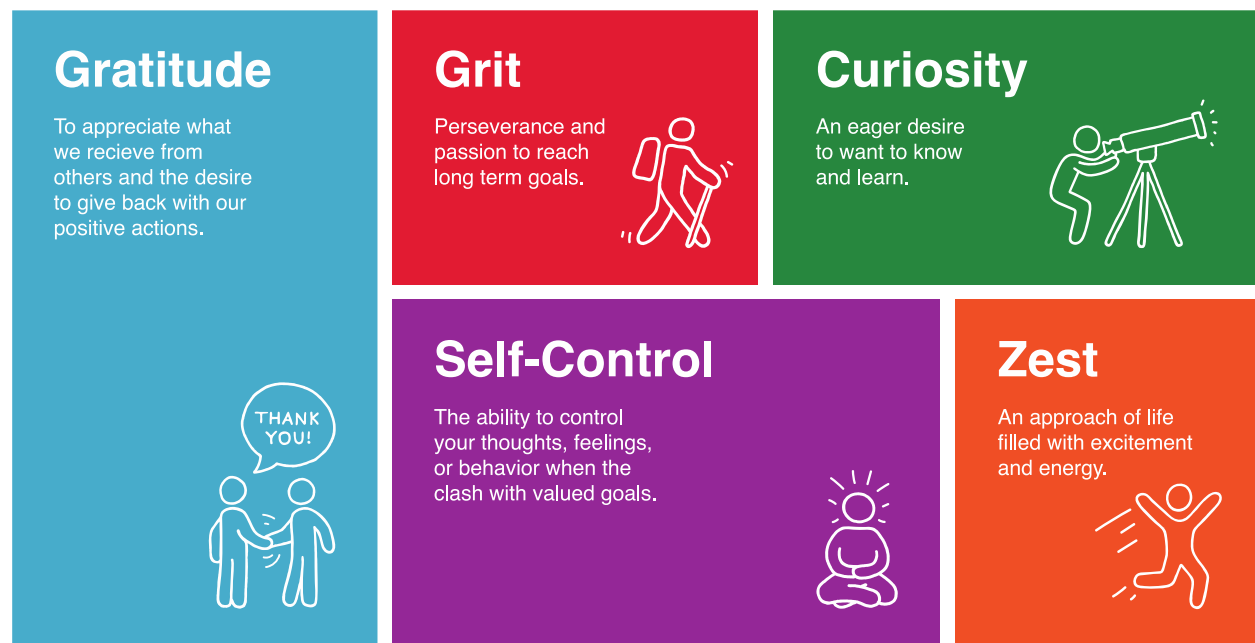 Gratitude
To appreciate what
we recieve from
others and the desire
to give back with our
positive actions.
THANK
YOU!
Grit
Perseverance and
passion to reach
long term goals.
Curiosity
An eager desire
to want to know
and learn.
Self-Control
The ability to control
your thoughts, feelings,
or behavior when the
clash with valued goals.
Zest
An approach of life
filled with excitement
and energy.